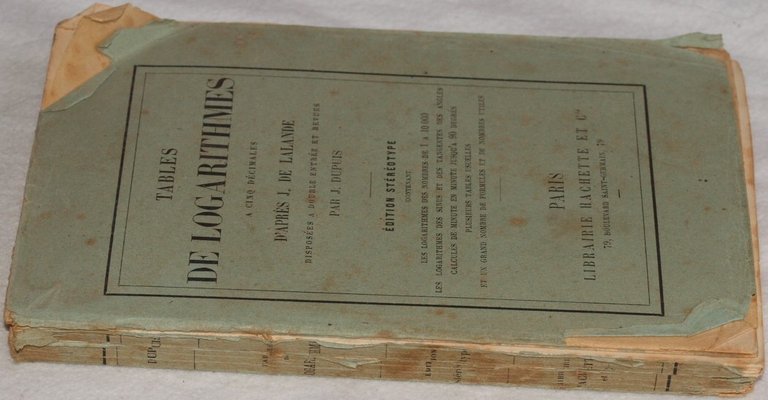 TABLES
DE LOGARITHMES
A CINQ DÉCIMALES
D'APRÈS J. DE LALANDE
DISPOSÉES A DOUBLE ENTRÉE ET REVUES
PAR J. DUPUIS
ÉDITION STÉRÉOTYPE
CONTENANT
LES LOGARITHMES DES NOMBRES DE 1 A 10 000
LES LOGARITHMES DES SINUS ET DES TANGENTES DES ANGLES
CALCULÉS DE MINUTE EN MINUTE JUSQU'A 90 DEGRÉS
PLUSIEURS TABLES USUELLES
ET UN GRAND NOMBRE DE FORMULES ET DE NOMBRES UTILES
PARIS
LIBRAIRIE HACHETTE ET Cie
79, BOULEVARD SAINT-GERMAIN, 79